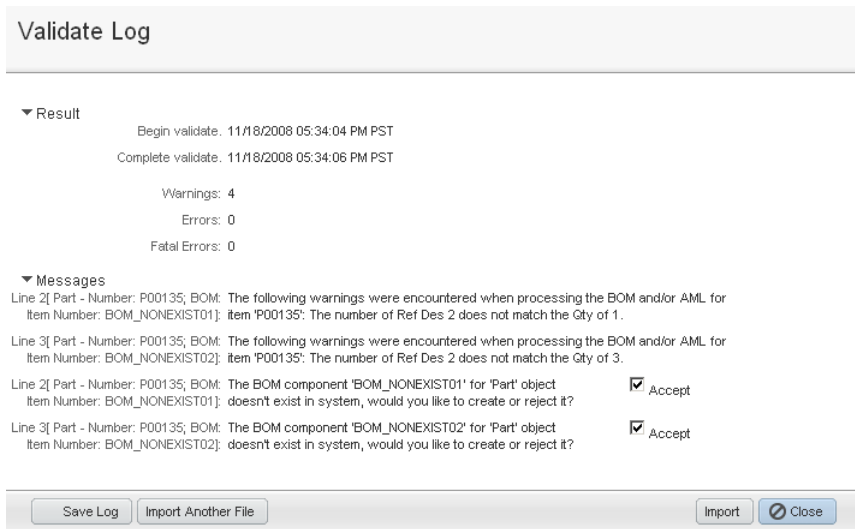 Validate Log
Result
Begin validate. 11/18/2008 05:34:04 PM PST
Complete validate. 11/18/2008 05:34:06 PM PST
Warnings: 4
Errors: 0
Fatal Errors: 0
Messages
Line 2[ Part - Number: P00135; BOM: The following warnings were encountered when processing the BOM and/or AML for
Item Number: BOM_NONEXIST01]: item 'P00135': The number of Ref Des 2 does not match the Qty of 1.
Line 3[ Part - Number: P00135; BOM: The following warnings were encountered when processing the BOM and/or AML for
Item Number: BOM_NONEXIST02]: item 'P00135': The number of Ref Des 2 does not match the Qty of 3.
Line 2[ Part - Number: P00135; BOM: The BOM component 'BOM_NONEXIST01' for 'Part' object Accept
Item Number: BOM_NONEXIST01]: doesn't exist in system, would you like to create or reject it?
Line 3[ Part - Number: P00135; BOM: The BOM component 'BOM_NONEXIST02' for 'Part' object Accept
Item Number: BOM_NONEXIST02]: doesn't exist in system, would you like to create or reject it?
Save Log Import Another File Import Close